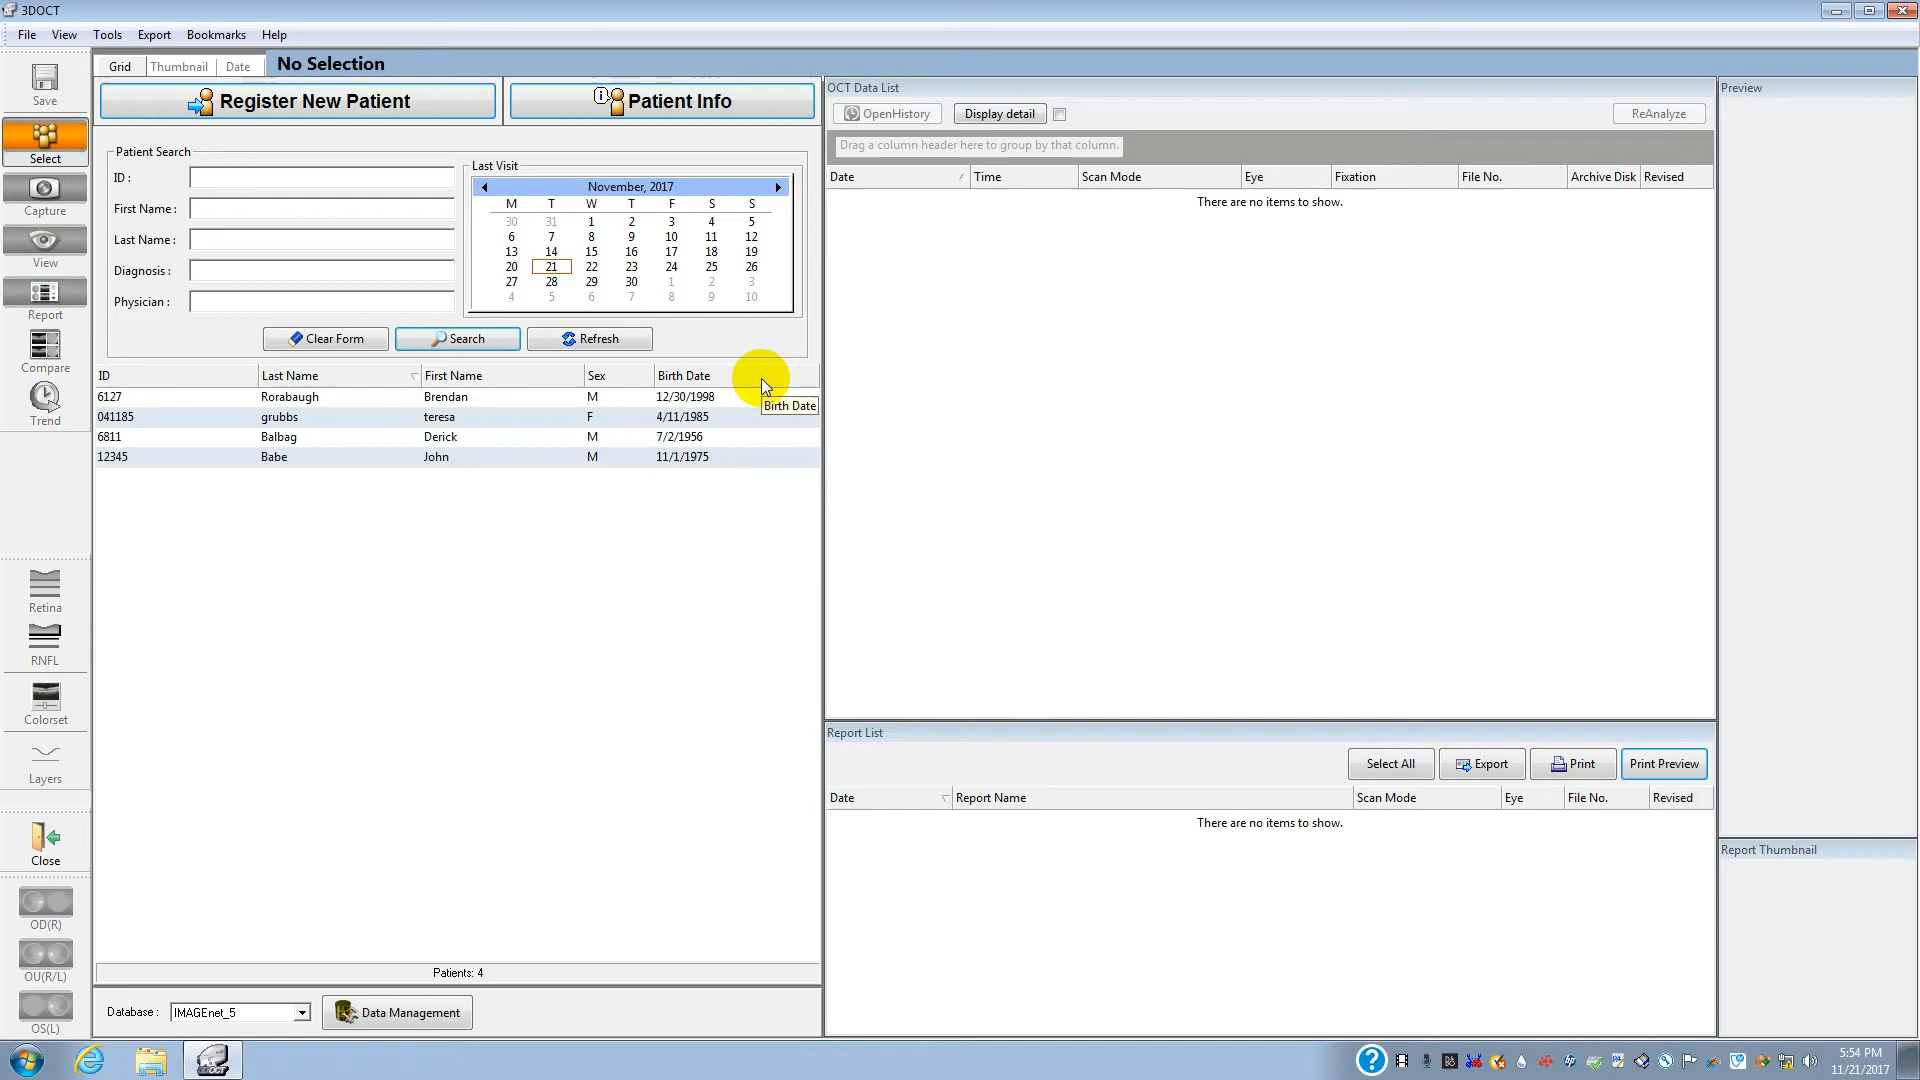 3DOCT
File View Tools Export Bookmarks Help
Save
Select
Capture
View
Report
Compare
Trend
Retina
RNFL
Colorset
Layers
Close
OD(R)
OU(R/L)
OS(L)
Grid Thumbnail Date No Selection
Register New Patient Patient Info
Patient Search
ID :
First Name :
Last Name :
Diagnosis :
Physician :
Last Visit
November, 2017
M T W T F S S
30 31 1 2 3 4 5
6 7 8 9 10 11 12
13 14 15 16 17 18 19
20 21 22 23 24 25 26
27 28 29 30 1 2 3
4 5 6 7 8 9 10
Clear Form Search Refresh
ID Last Name First Name Sex Birth Date
6127 Rorabaugh Brendan M 12/30/1998
Birth Date
041185 grubbs teresa F 4/11/1985
6811 Balbag Derick M 7/2/1956
12345 Babe John M 11/1/1975
Patients: 4
Database : IMAGEnet_5 Data Management
OCT Data List
OpenHistory Display detail ReAnalyze
Drag a column header here to group by that column.
Date Time Scan Mode Eye Fixation File No. Archive Disk Revised
There are no items to show.
Report List
Select All Export Print Print Preview
Date Report Name Scan Mode Eye File No. Revised
There are no items to show.
Preview
Report Thumbnail
5:54 PM
11/21/2017